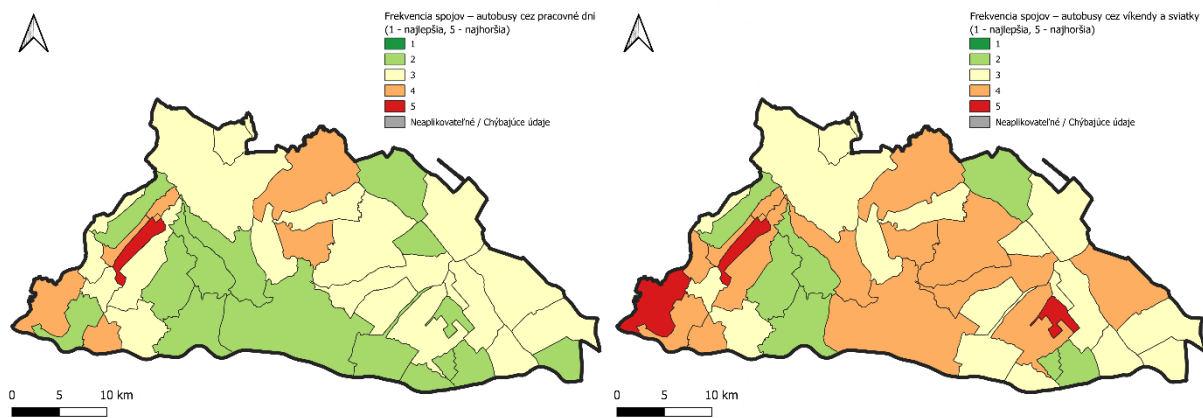 Frekvencia spojov – autobusy cez pracovné dni
(1 - najlepšia, 5 - najhoršia)
1
2
3
4
5
Neaplikovateľné / Chýbajúce údaje
0 5 10 km
Frekvencia spojov – autobusy cez víkendy a sviatky
(1 - najlepšia, 5 - najhoršia)
1
2
3
4
5
Neaplikovateľné / Chýbajúce údaje
0 5 10 km